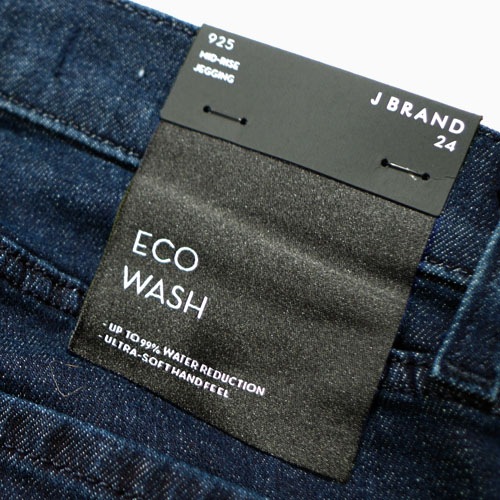 925
MID-RISE
JEGGING
J BRAND
24
ECO
WASH
- UP TO 99% WATER REDUCTION
- ULTRA-SOFT HAND FEEL